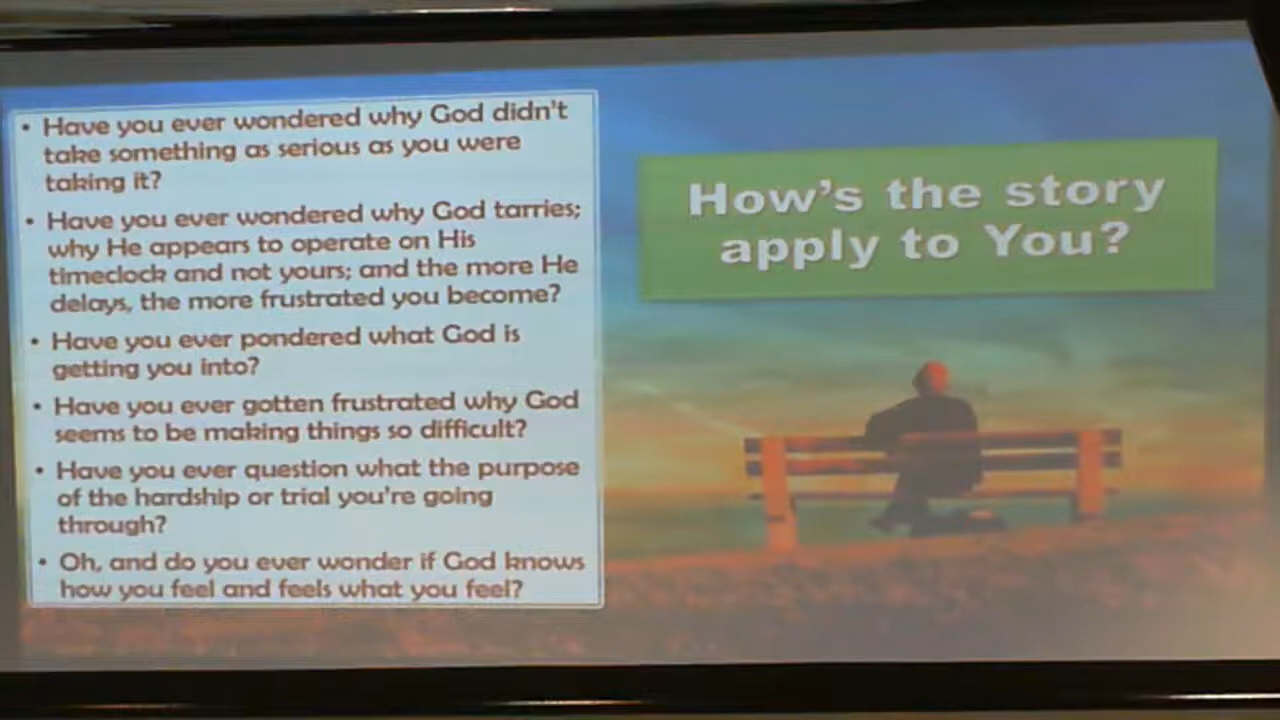 • Have you ever wondered why God didn't
take something as serious as you were
taking it?
• Have you ever wondered why God tarries;
why He appears to operate on His
timeclock and not yours; and the more He
delays, the more frustrated you become?
• Have you ever pondered what God is
getting you into?
• Have you ever gotten frustrated why God
seems to be making things so difficult?
• Have you ever question what the purpose
of the hardship or trial you're going
through?
• Oh, and do you ever wonder if God knows
how you feel and feels what you feel?
How's the story
apply to You?